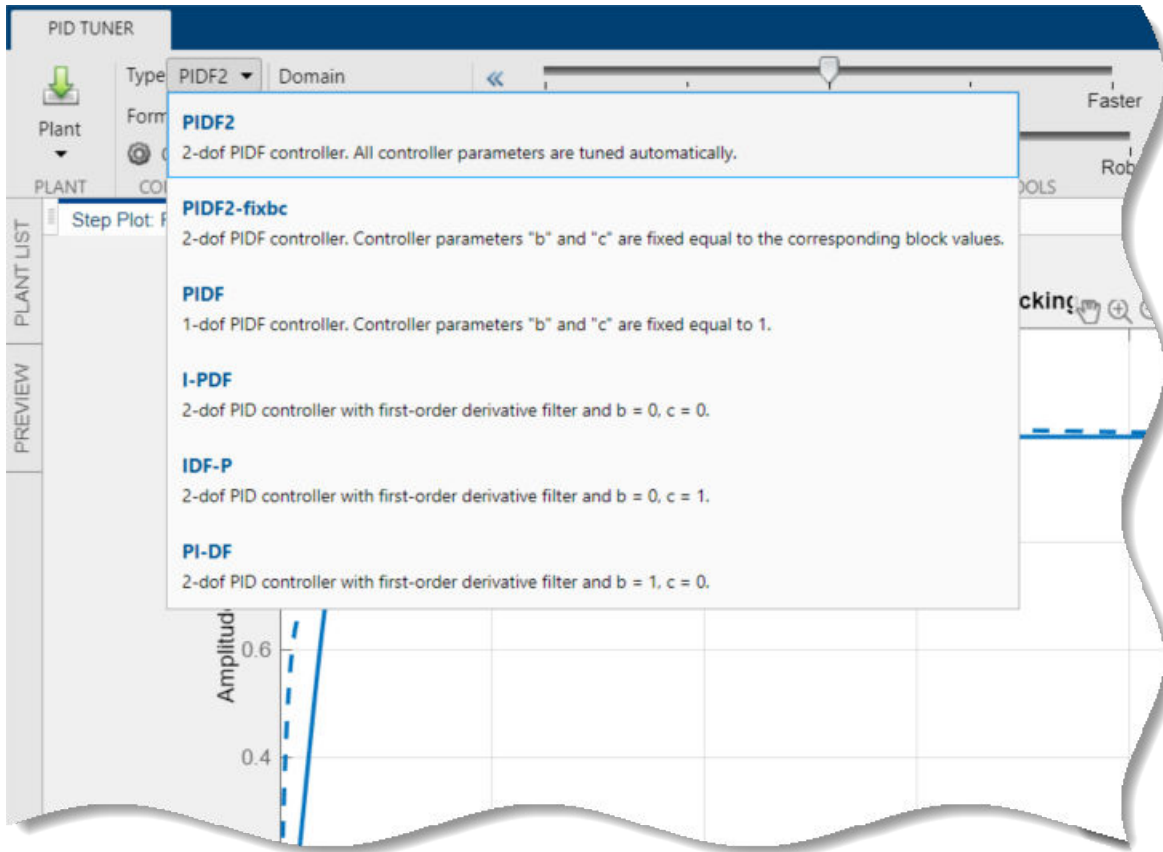 PID TUNER
Type PIDF2 Domain
Faster
Plant
Form
PLANT
Step Plot:
PLANT LIST
PREVIEW
PIDF2
2-dof PIDF controller. All controller parameters are tuned automatically.
PIDF2-fixbc
2-dof PIDF controller. Controller parameters "b" and "c" are fixed equal to the corresponding block values.
PIDF
1-dof PIDF controller. Controller parameters "b" and "c" are fixed equal to 1.
I-PDF
2-dof PID controller with first-order derivative filter and b = 0, c = 0.
IDF-P
2-dof PID controller with first-order derivative filter and b = 0, c = 1.
PI-DF
2-dof PID controller with first-order derivative filter and b = 1, c = 0.
Rob
OOLS
cking
Amplitude
0.6
0.4